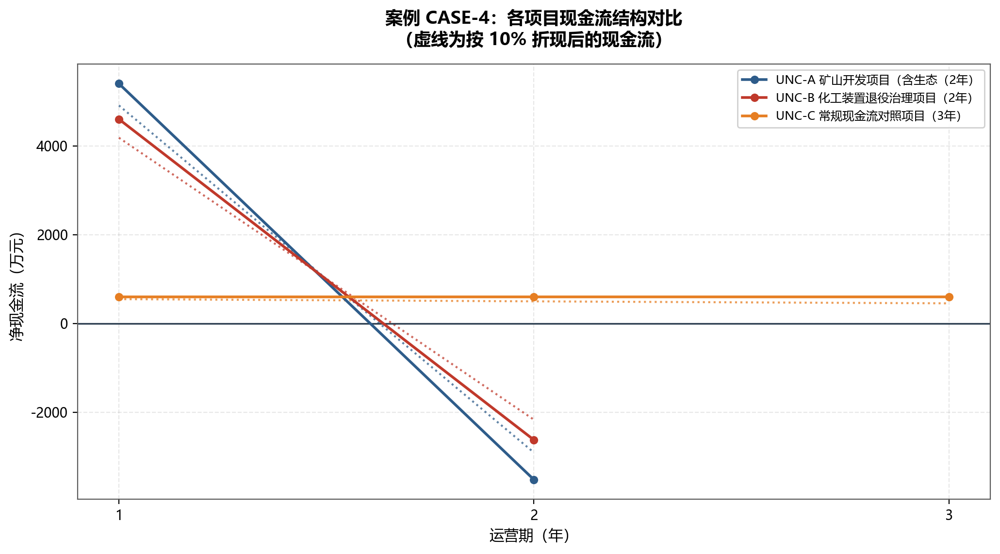 案例 CASE-4：各项目现金流结构对比
（虚线为按 10% 折现后的现金流）
UNC-A 矿山开发项目（含生态（2年）
UNC-B 化工装置退役治理项目（2年）
UNC-C 常规现金流对照项目（3年）
净现金流（万元）
4000
2000
0
-2000
1
2
3
运营期（年）